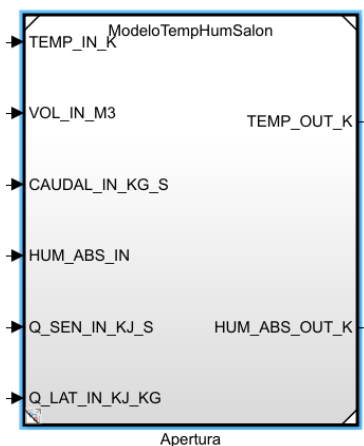 ModeloTempHumSalon
TEMP_IN_K
VOL_IN_M3
TEMP_OUT_K
CAUDAL_IN_KG_S
HUM_ABS_IN
Q_SEN_IN_KJ_S
HUM_ABS_OUT_K
Q_LAT_IN_KJ_KG
Apertura